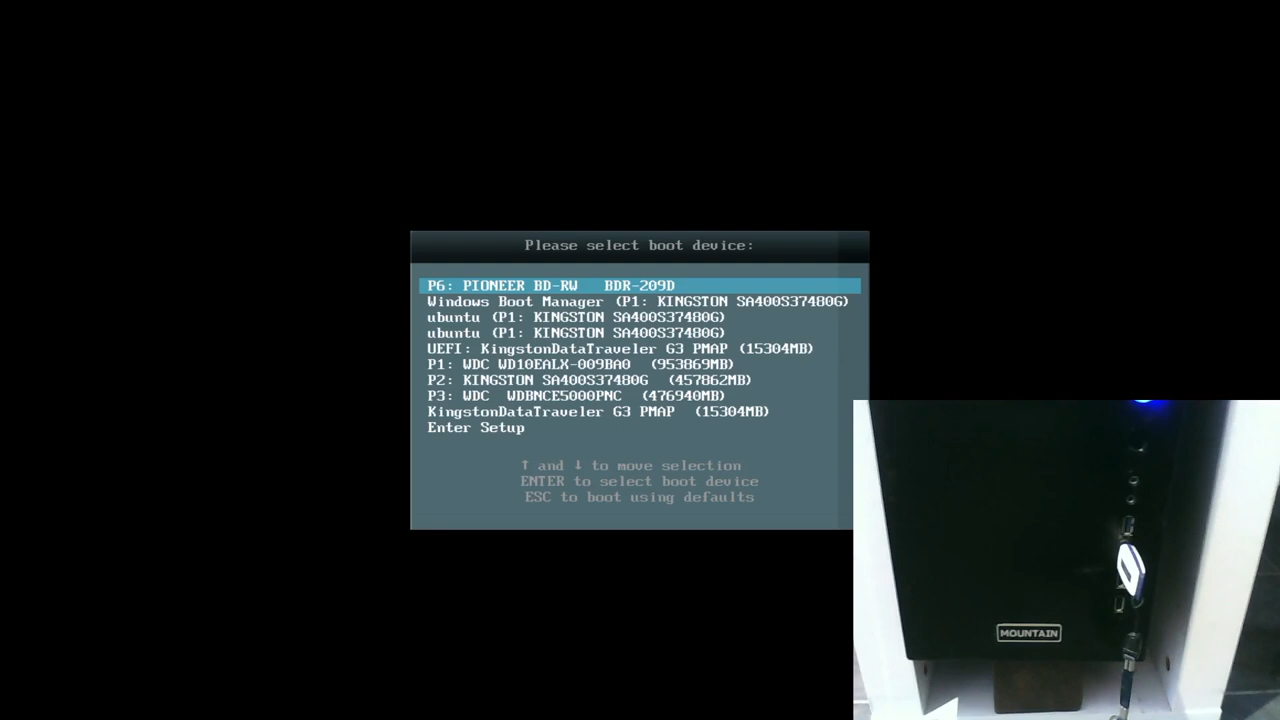 Please select boot device:
P6: PIONEER BD-RW   BDR-209D
Windows Boot Manager (P1: KINGSTON SA400S37480G)
ubuntu (P1: KINGSTON SA400S37480G)
ubuntu (P1: KINGSTON SA400S37480G)
UEFI: KingstonDataTraveler G3 PMAP (15304MB)
P1: WDC WD10EALX-009BA0  (953869MB)
P2: KINGSTON SA400S37480G  (457862MB)
P3: WDC  WDBNCE5000PNC  (476940MB)
KingstonDataTraveler G3 PMAP  (15304MB)
Enter Setup
↑ and ↓ to move selection
ENTER to select boot device
ESC to boot using defaults
MOUNTAIN